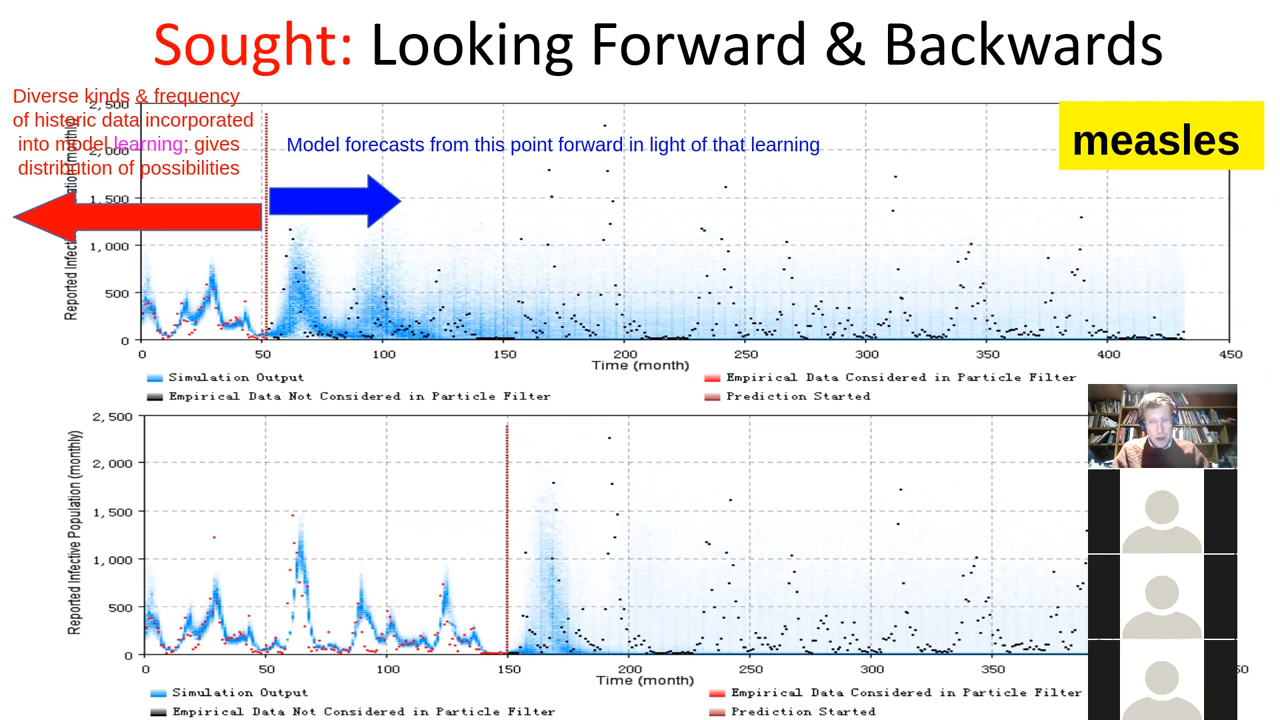 Sought: Looking Forward & Backwards
Diverse kinds & frequency
of historic data incorporated
into model learning; gives
distribution of possibilities
Model forecasts from this point forward in light of that learning
measles
2,500
2,000
1,500
1,000
500
0
0 50 100 150 200 250 300 350 400 450
Time (month)
Simulation Output
Empirical Data Considered in Particle Filter
Empirical Data Not Considered in Particle Filter
Prediction Started
Reported Infective Population (monthly)
2,500
2,000
1,500
1,000
500
0
0 50 100 150 200 250 300 350
Time (month)
Simulation Output
Empirical Data Considered in Particle Filter
Empirical Data Not Considered in Particle Filter
Prediction Started